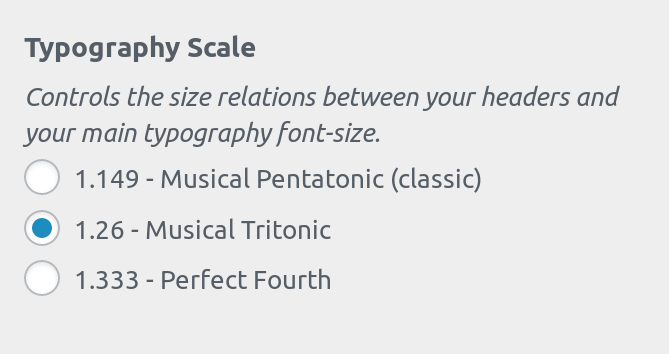 Typography Scale
Controls the size relations between your headers and
your main typography font-size.
1.149 - Musical Pentatonic (classic)
1.26 - Musical Tritonic
1.333 - Perfect Fourth